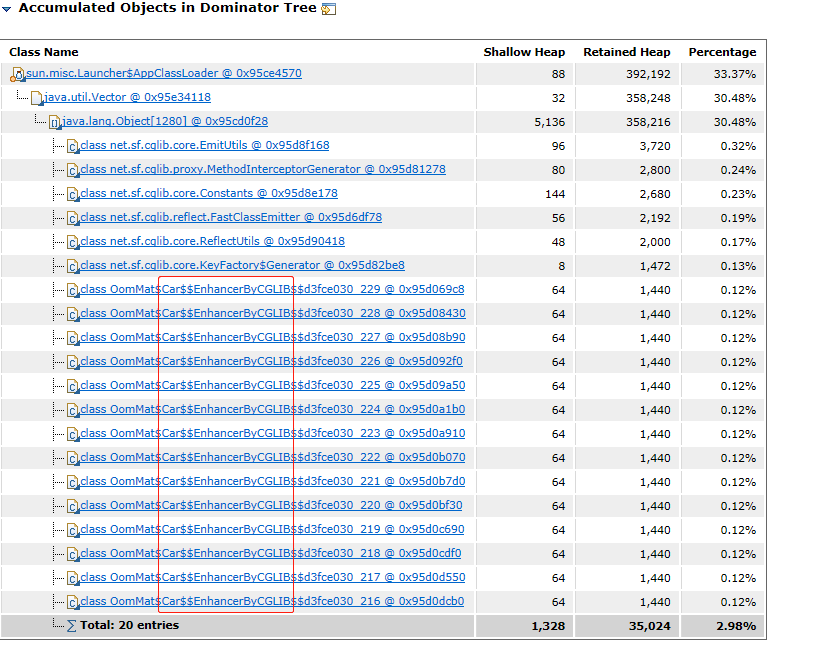 Accumulated Objects in Dominator Tree
Class Name Shallow Heap Retained Heap Percentage
sun.misc.Launcher$AppClassLoader @ 0x95ce4570 88 392,192 33.37%
java.util.Vector @ 0x95e34118 32 358,248 30.48%
java.lang.Object[1280] @ 0x95cd0f28 5,136 358,216 30.48%
class net.sf.cglib.core.EmitUtils @ 0x95d8f168 96 3,720 0.32%
class net.sf.cglib.proxy.MethodInterceptorGenerator @ 0x95d81278 80 2,800 0.24%
class net.sf.cglib.core.Constants @ 0x95d8e178 144 2,680 0.23%
class net.sf.cglib.reflect.FastClassEmitter @ 0x95d6df78 56 2,192 0.19%
class net.sf.cglib.core.ReflectUtils @ 0x95d90418 48 2,000 0.17%
class net.sf.cglib.core.KeyFactory$Generator @ 0x95d82be8 8 1,472 0.13%
class OomMat$Car$$EnhancerByCGLIB$$d3fce030_229 @ 0x95d069c8 64 1,440 0.12%
class OomMat$Car$$EnhancerByCGLIB$$d3fce030_228 @ 0x95d08430 64 1,440 0.12%
class OomMat$Car$$EnhancerByCGLIB$$d3fce030_227 @ 0x95d08b90 64 1,440 0.12%
class OomMat$Car$$EnhancerByCGLIB$$d3fce030_226 @ 0x95d092f0 64 1,440 0.12%
class OomMat$Car$$EnhancerByCGLIB$$d3fce030_225 @ 0x95d09a50 64 1,440 0.12%
class OomMat$Car$$EnhancerByCGLIB$$d3fce030_224 @ 0x95d0a1b0 64 1,440 0.12%
class OomMat$Car$$EnhancerByCGLIB$$d3fce030_223 @ 0x95d0a910 64 1,440 0.12%
class OomMat$Car$$EnhancerByCGLIB$$d3fce030_222 @ 0x95d0b070 64 1,440 0.12%
class OomMat$Car$$EnhancerByCGLIB$$d3fce030_221 @ 0x95d0b7d0 64 1,440 0.12%
class OomMat$Car$$EnhancerByCGLIB$$d3fce030_220 @ 0x95d0bf30 64 1,440 0.12%
class OomMat$Car$$EnhancerByCGLIB$$d3fce030_219 @ 0x95d0c690 64 1,440 0.12%
class OomMat$Car$$EnhancerByCGLIB$$d3fce030_218 @ 0x95d0cdf0 64 1,440 0.12%
class OomMat$Car$$EnhancerByCGLIB$$d3fce030_217 @ 0x95d0d550 64 1,440 0.12%
class OomMat$Car$$EnhancerByCGLIB$$d3fce030_216 @ 0x95d0dcb0 64 1,440 0.12%
Σ Total: 20 entries 1,328 35,024 2.98%